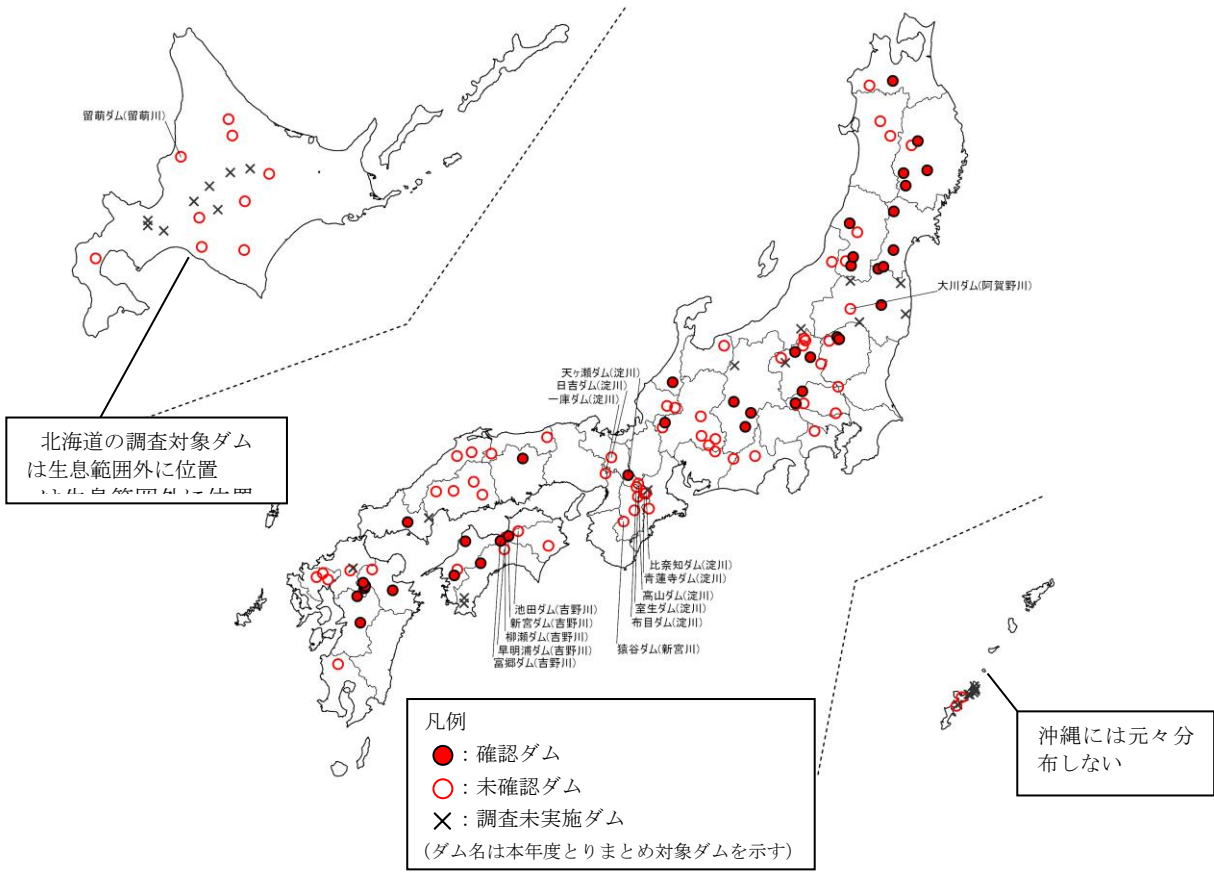 留萌ダム(留萌川)
大川ダム(阿賀野川)
天ヶ瀬ダム(淀川)
日吉ダム(淀川)
一庫ダム(淀川)
北海道の調査対象ダム
は生息範囲外に位置
は生息範囲外に位置
比奈知ダム(淀川)
青蓮寺ダム(淀川)
高山ダム(淀川)
室生ダム(淀川)
布目ダム(淀川)
猿谷ダム(新宮川)
池田ダム(吉野川)
新宮ダム(吉野川)
柳瀬ダム(吉野川)
早明浦ダム(吉野川)
富郷ダム(吉野川)
凡例
：確認ダム
：未確認ダム
：調査未実施ダム
(ダム名は本年度とりまとめ対象ダムを示す)
沖縄には元々分
布しない